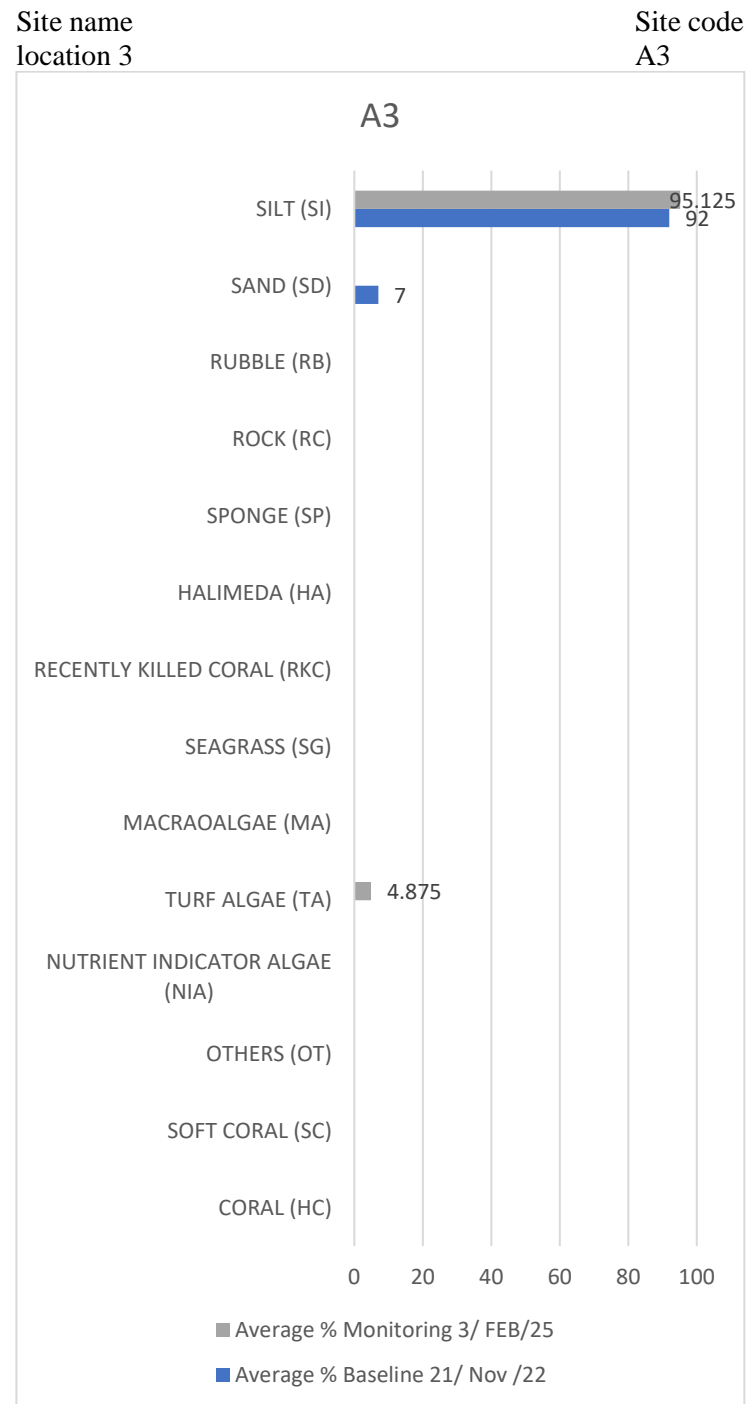 Site name Site code
location 3 A3
A3
SILT (SI) 95.125
92
SAND (SD) 7
RUBBLE (RB)
ROCK (RC)
SPONGE (SP)
HALIMEDA (HA)
RECENTLY KILLED CORAL (RKC)
SEAGRASS (SG)
MACRAOALGAE (MA)
TURF ALGAE (TA) 4.875
NUTRIENT INDICATOR ALGAE
(NIA)
OTHERS (OT)
SOFT CORAL (SC)
CORAL (HC)
0 20 40 60 80 100
Average % Monitoring 3/ FEB/25
Average % Baseline 21/ Nov /22